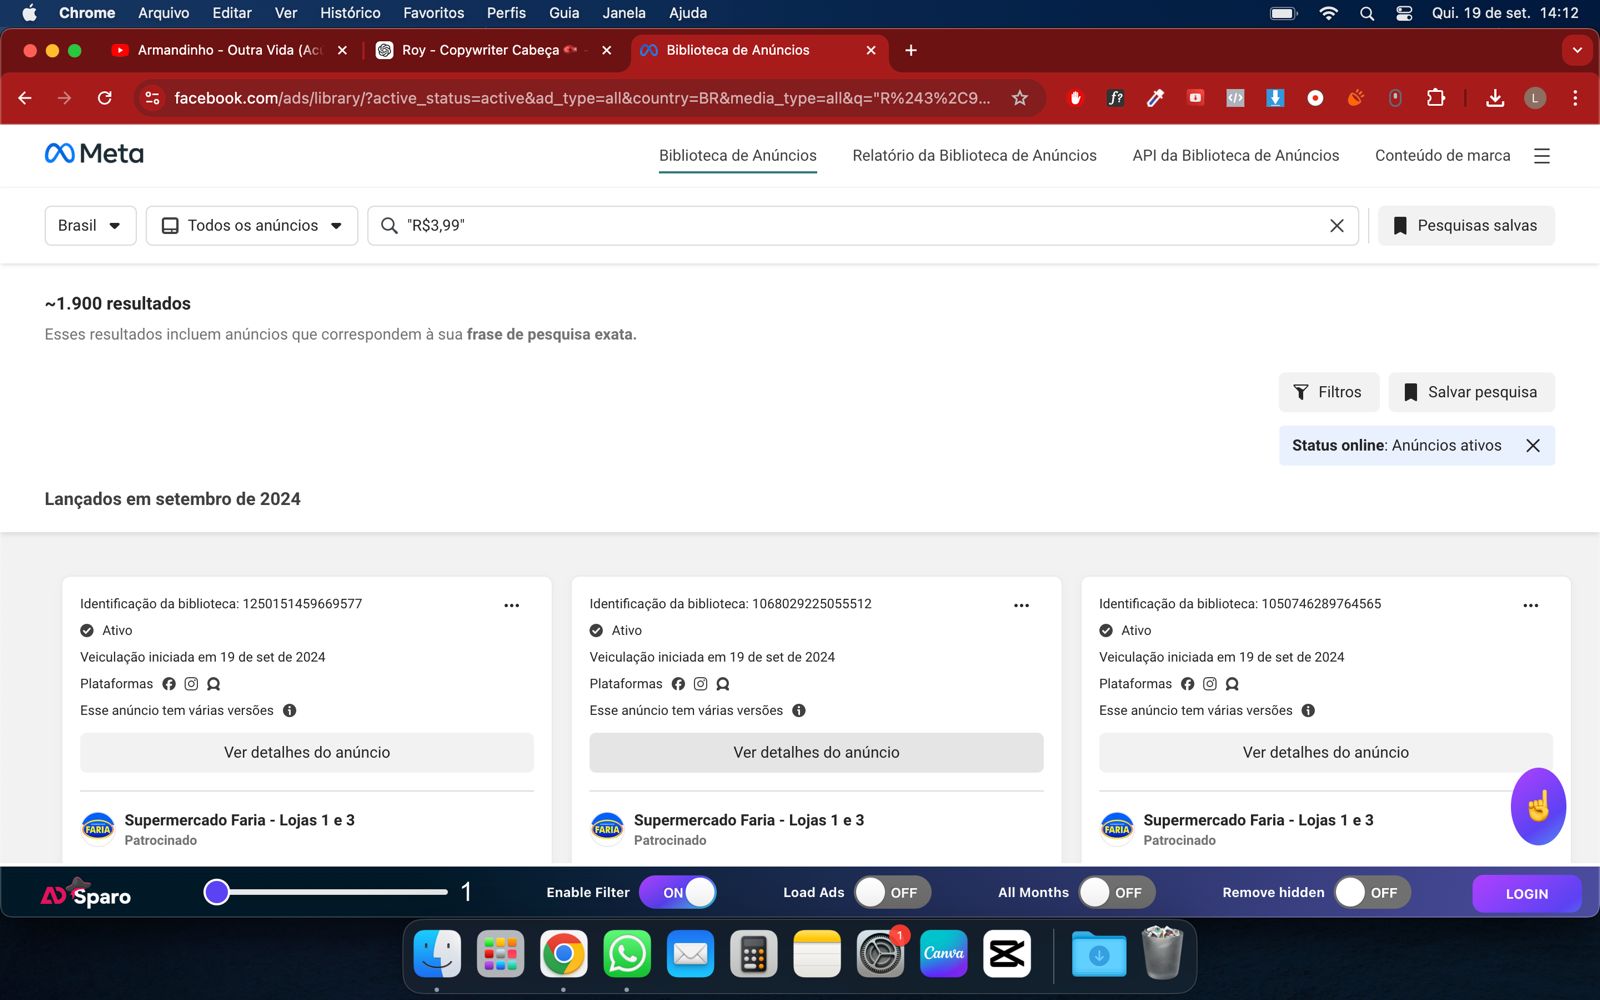 Chrome Arquivo Editar Ver Histórico Favoritos Perfis Guia Janela Ajuda Qui. 19 de set. 14:12
Armandinho - Outra Vida (Acú Roy - Copywriter Cabeça - Biblioteca de Anúncios
facebook.com/ads/library/?active_status=active&ad_type=all&country=BR&media_type=all&q="R%243%2C9... f? </> L
Meta Biblioteca de Anúncios Relatório da Biblioteca de Anúncios API da Biblioteca de Anúncios Conteúdo de marca
Brasil Todos os anúncios "R$3,99" Pesquisas salvas
~1.900 resultados
Esses resultados incluem anúncios que correspondem à sua frase de pesquisa exata.
Filtros Salvar pesquisa
Status online: Anúncios ativos
Lançados em setembro de 2024
Identificação da biblioteca: 1250151459669577
Ativo
Veiculação iniciada em 19 de set de 2024
Plataformas
Esse anúncio tem várias versões
Ver detalhes do anúncio
FARIA
Supermercado Faria - Lojas 1 e 3
Patrocinado
Identificação da biblioteca: 1068029225055512
Ativo
Veiculação iniciada em 19 de set de 2024
Plataformas
Esse anúncio tem várias versões
Ver detalhes do anúncio
FARIA
Supermercado Faria - Lojas 1 e 3
Patrocinado
Identificação da biblioteca: 1050746289764565
Ativo
Veiculação iniciada em 19 de set de 2024
Plataformas
Esse anúncio tem várias versões
Ver detalhes do anúncio
FARIA
Supermercado Faria - Lojas 1 e 3
Patrocinado
AD Sparo 1 Enable Filter ON Load Ads OFF All Months OFF Remove hidden OFF LOGIN
1
Canva